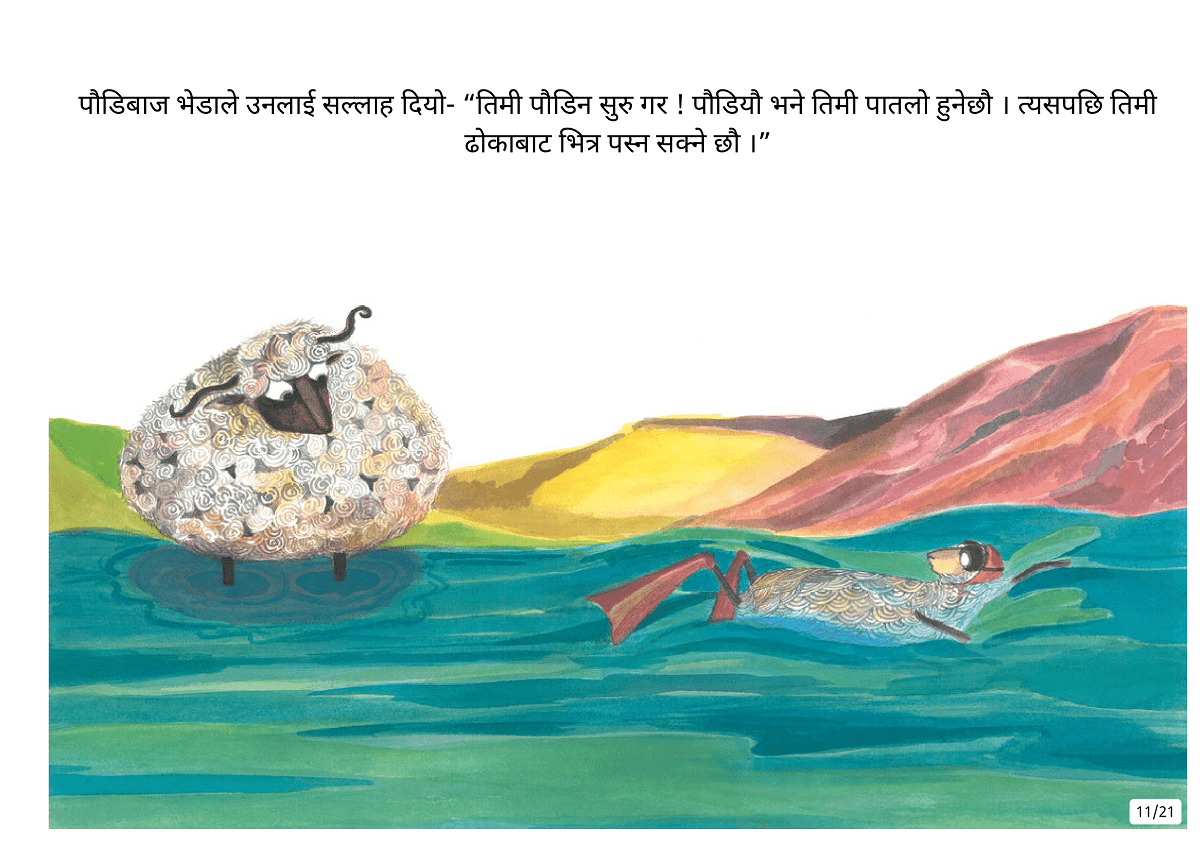 पौडिबाज भेडाले उनलाई सल्लाह दियो- “तिमी पौडिन सुरु गर ! पौडियौ भने तिमी पातलो हुनेछौ । त्यसपछि तिमी
ढोकाबाट भित्र पस्न सक्ने छौ ।”
11/21